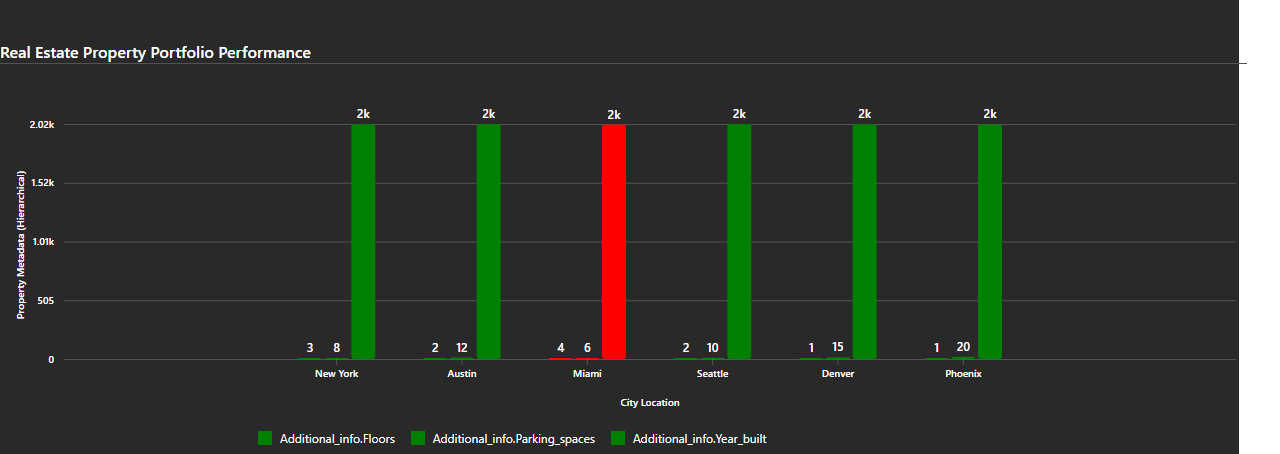 Real Estate Property Portfolio Performance
2k 2k 2k 2k 2k 2k
2.02k
1.52k
1.01k
505
0
Property Metadata (Hierarchical)
3 8 2 12 4 6 2 10 1 15 1 20
New York Austin Miami Seattle Denver Phoenix
City Location
Additional_info.Floors Additional_info.Parking_spaces Additional_info.Year_built